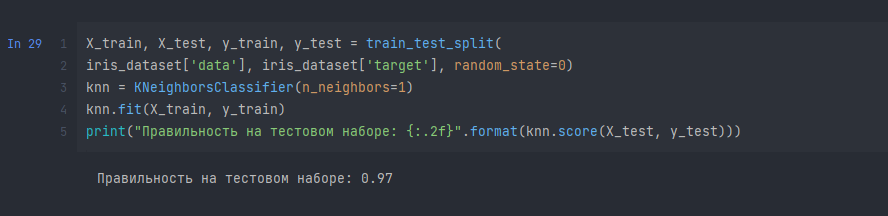 In 29
1 X_train, X_test, y_train, y_test = train_test_split(
2 iris_dataset['data'], iris_dataset['target'], random_state=0)
3 knn = KNeighborsClassifier(n_neighbors=1)
4 knn.fit(X_train, y_train)
5 print("Правильность на тестовом наборе: {:.2f}".format(knn.score(X_test, y_test)))
Правильность на тестовом наборе: 0.97